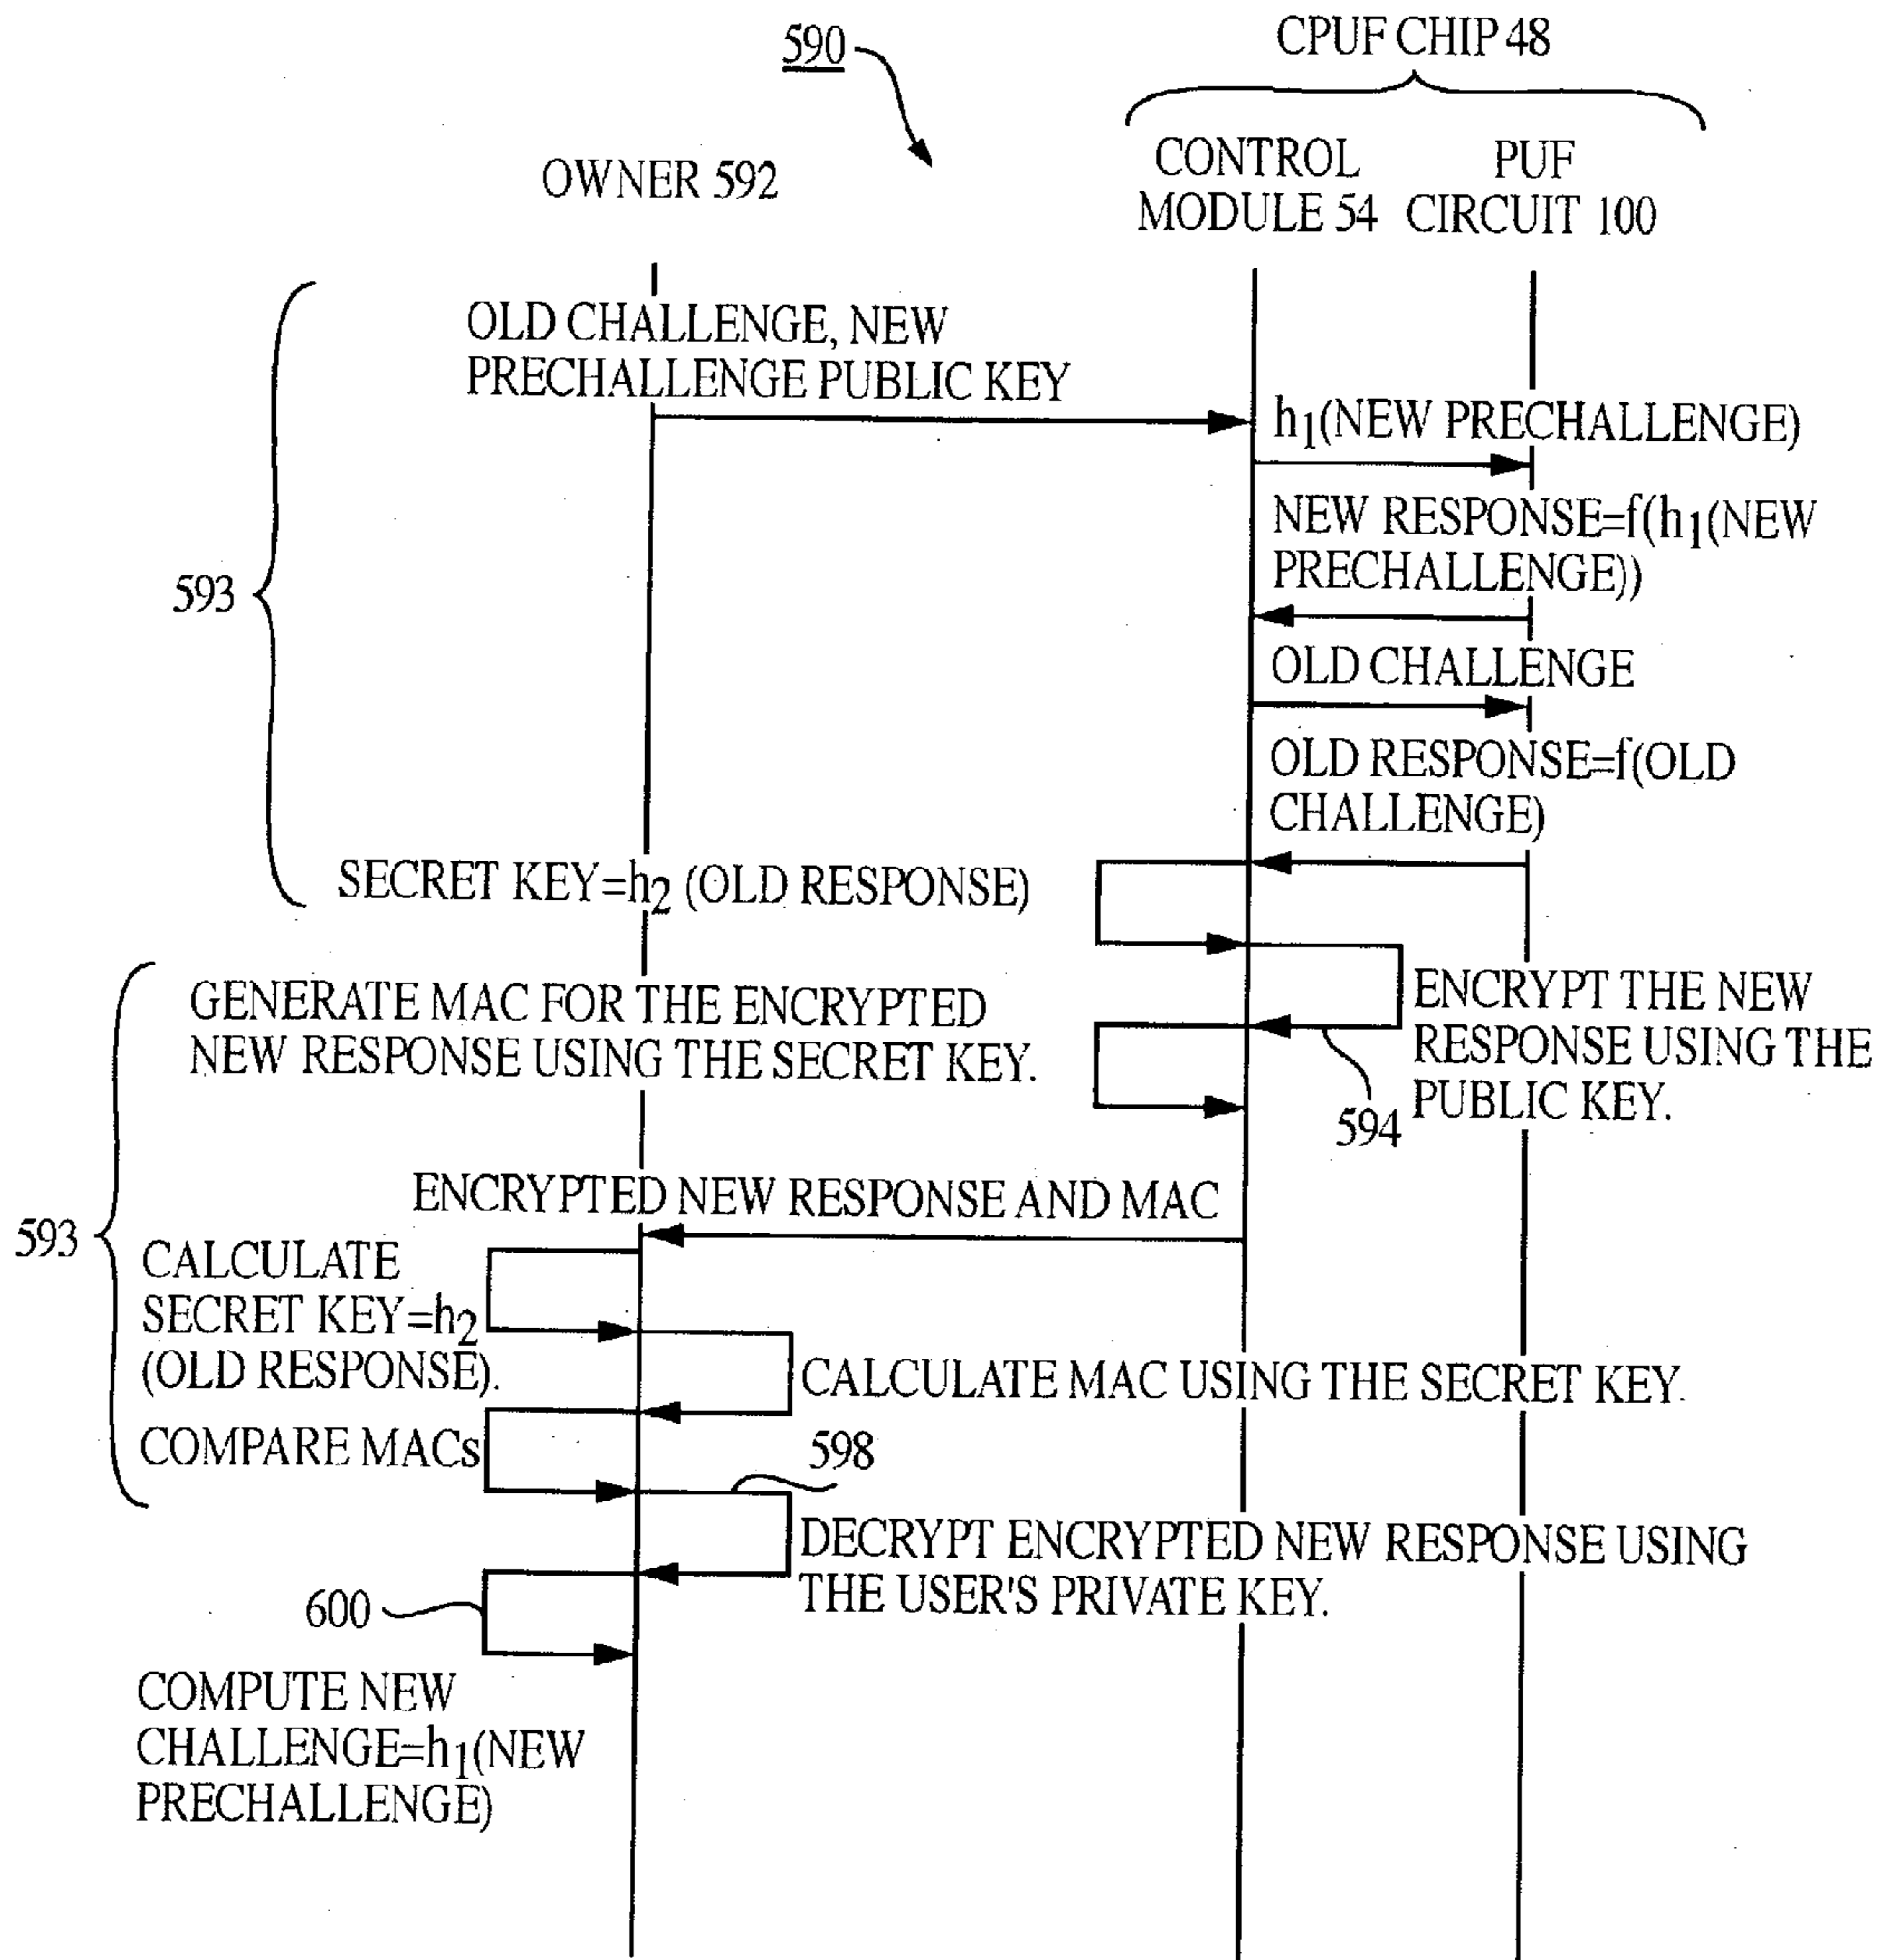 590
CPUF CHIP 48
OWNER 592
CONTROL
MODULE 54
PUF
CIRCUIT 100
OLD CHALLENGE, NEW
PRECHALLENGE PUBLIC KEY
h1(NEW PRECHALLENGE)
NEW RESPONSE=f(h1(NEW
PRECHALLENGE))
593
OLD CHALLENGE
OLD RESPONSE=f(OLD
CHALLENGE)
SECRET KEY=h2 (OLD RESPONSE)
GENERATE MAC FOR THE ENCRYPTED
NEW RESPONSE USING THE SECRET KEY.
ENCRYPT THE NEW
RESPONSE USING THE
PUBLIC KEY.
594
ENCRYPTED NEW RESPONSE AND MAC
593
CALCULATE
SECRET KEY=h2
(OLD RESPONSE).
CALCULATE MAC USING THE SECRET KEY.
COMPARE MACs
598
DECRYPT ENCRYPTED NEW RESPONSE USING
THE USER'S PRIVATE KEY.
600
COMPUTE NEW
CHALLENGE=h1(NEW
PRECHALLENGE)